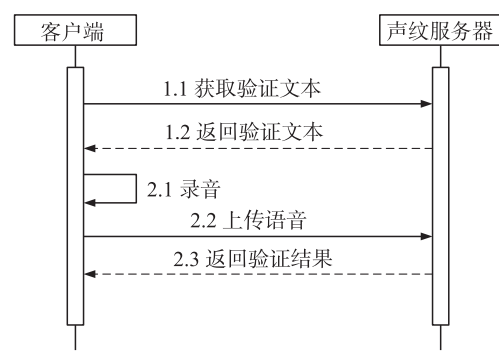 客户端
声纹服务器
1.1 获取验证文本
1.2 返回验证文本
2.1 录音
2.2 上传语音
2.3 返回验证结果